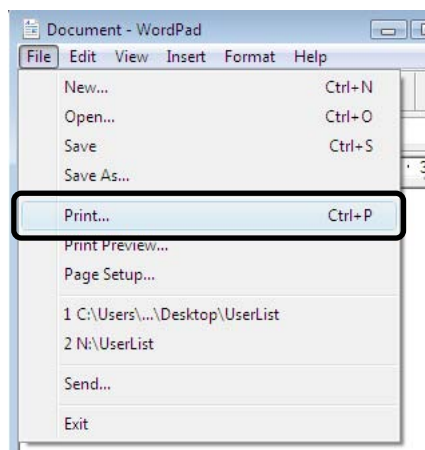 Document - WordPad
File Edit View Insert Format Help
New... Ctrl+N
Open... Ctrl+O
Save Ctrl+S
Save As...
Print... Ctrl+P
Print Preview...
Page Setup...
1 C:\Users\...\Desktop\UserList
2 N:\UserList
Send...
Exit